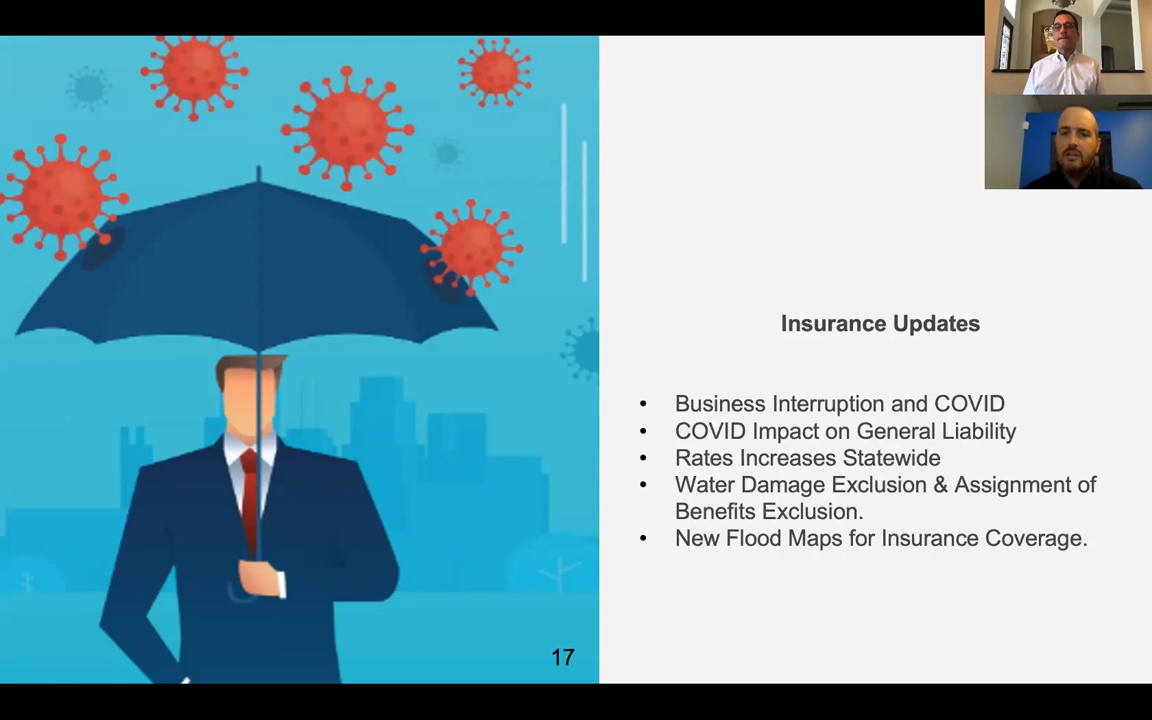 Insurance Updates
• Business Interruption and COVID
• COVID Impact on General Liability
• Rates Increases Statewide
• Water Damage Exclusion & Assignment of
Benefits Exclusion.
• New Flood Maps for Insurance Coverage.
17